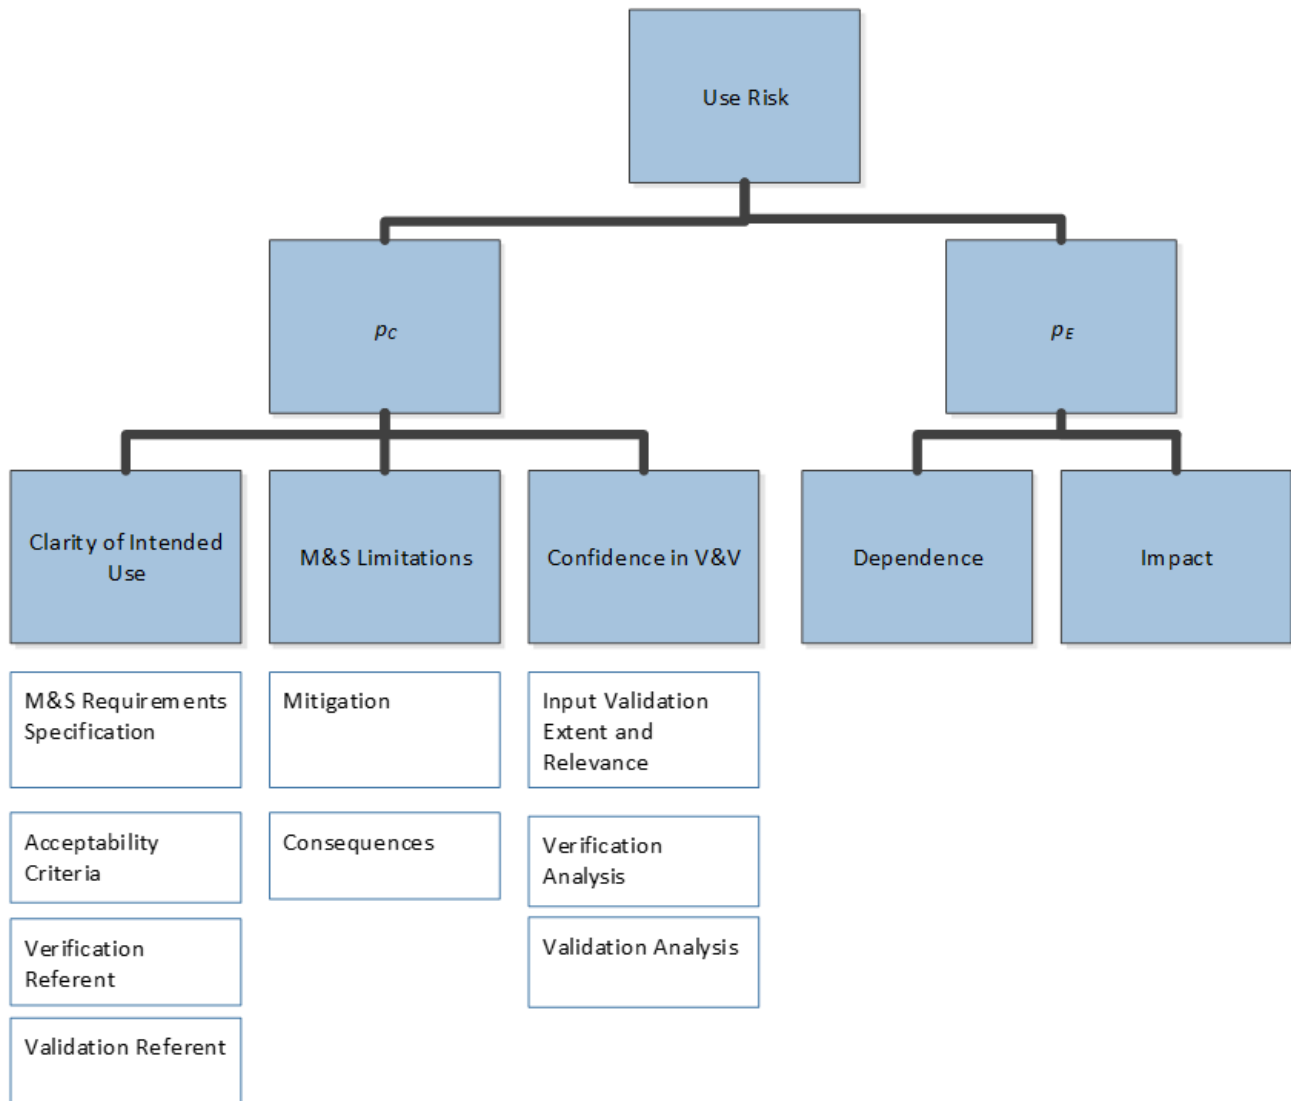 Use Risk
pC
pE
Clarity of Intended
Use
M&S Limitations
Confidence in V&V
Dependence
Impact
M&S Requirements
Specification
Mitigation
Input Validation
Extent and
Relevance
Acceptability
Criteria
Consequences
Verification
Analysis
Verification
Referent
Validation Analysis
Validation Referent